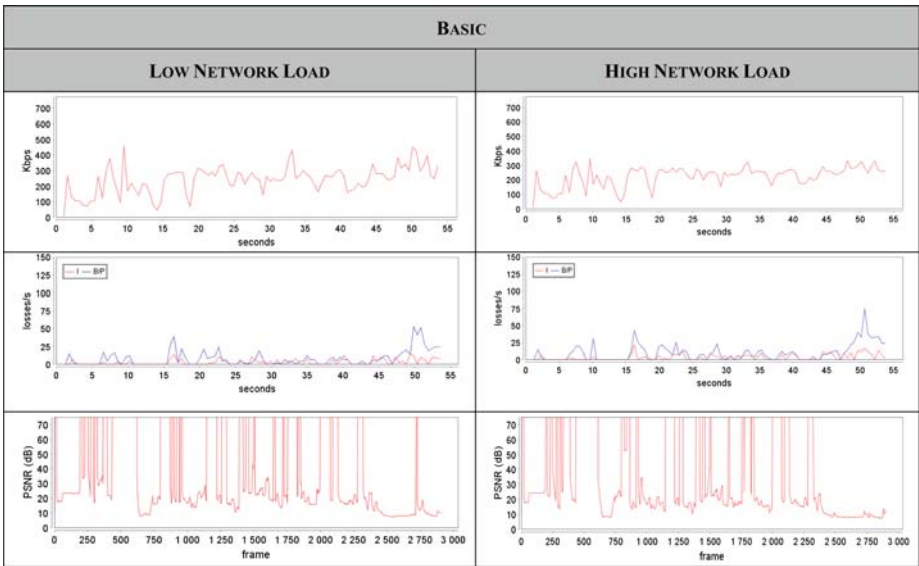 BASIC
LOW NETWORK LOAD
HIGH NETWORK LOAD
Kbps
700
600
500
400
300
200
100
0
0 5 10 15 20 25 30 35 40 45 50 55
seconds
Kbps
700
600
500
400
300
200
100
0
0 5 10 15 20 25 30 35 40 45 50 55
seconds
losses/s
150
125
100
75
50
25
0
I B/P
0 5 10 15 20 25 30 35 40 45 50 55
seconds
losses/s
150
125
100
75
50
25
0
I B/P
0 5 10 15 20 25 30 35 40 45 50 55
seconds
PSNR (dB)
70
60
50
40
30
20
10
0
0 250 500 750 1 000 1 250 1 500 1 750 2 000 2 250 2 500 2 750 3 000
frame
PSNR (dB)
70
60
50
40
30
20
10
0
0 250 500 750 1 000 1 250 1 500 1 750 2 000 2 250 2 500 2 750 3 000
frame